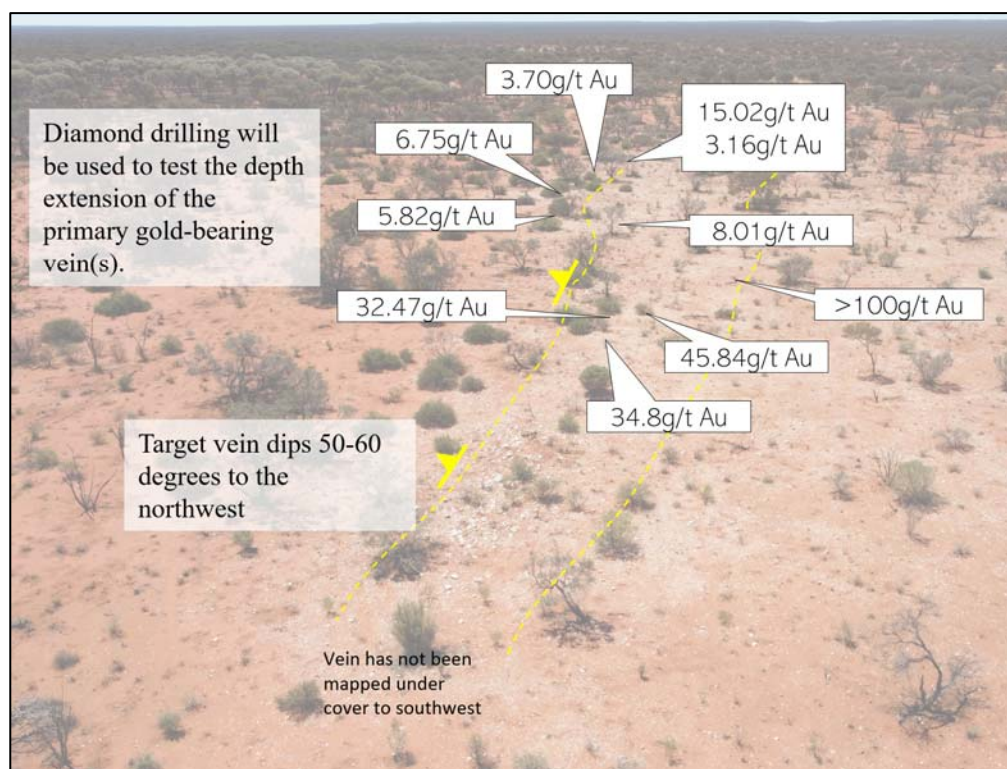 3.70g/t Au
15.02g/t Au
3.16g/t Au
Diamond drilling will
be used to test the depth
extension of the
primary gold-bearing
vein(s).
6.75g/t Au
5.82g/t Au
8.01g/t Au
32.47g/t Au
>100g/t Au
45.84g/t Au
34.8g/t Au
Target vein dips 50-60
degrees to the
northwest
Vein has not been
mapped under
cover to southwest